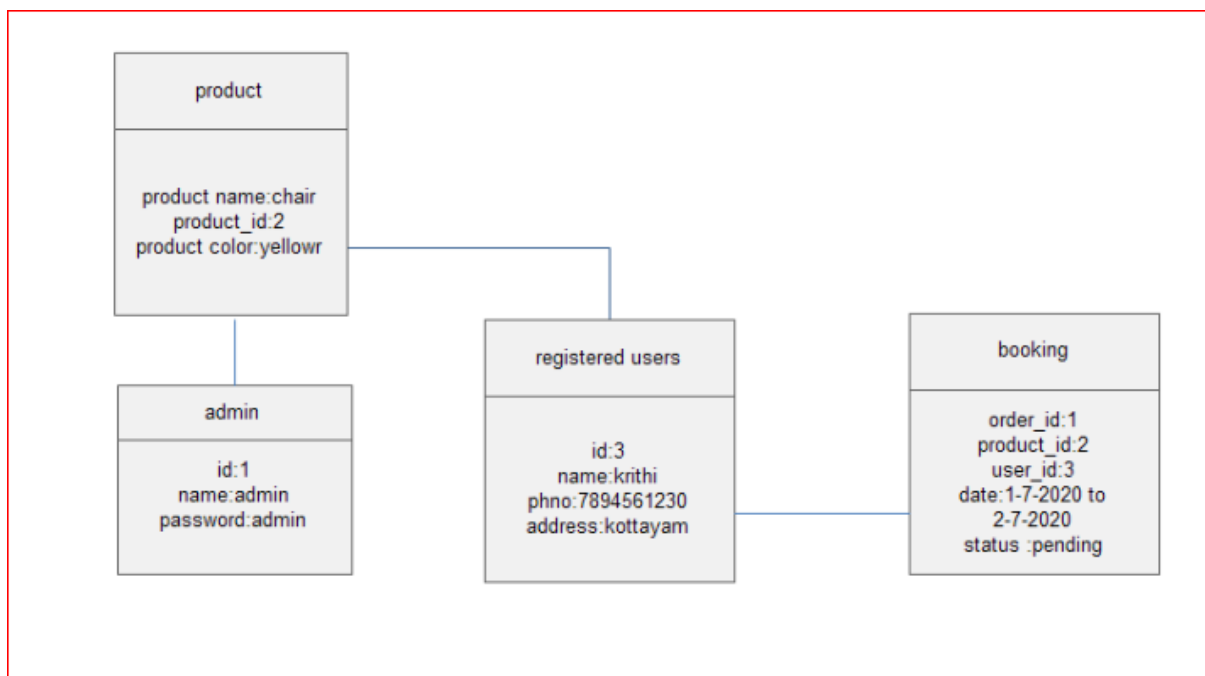 product
product name:chair
product_id:2
product color:yellowr
admin
id:1
name:admin
password:admin
registered users
id:3
name:krithi
phno:7894561230
address:kottayam
booking
order_id:1
product_id:2
user_id:3
date:1-7-2020 to
2-7-2020
status :pending